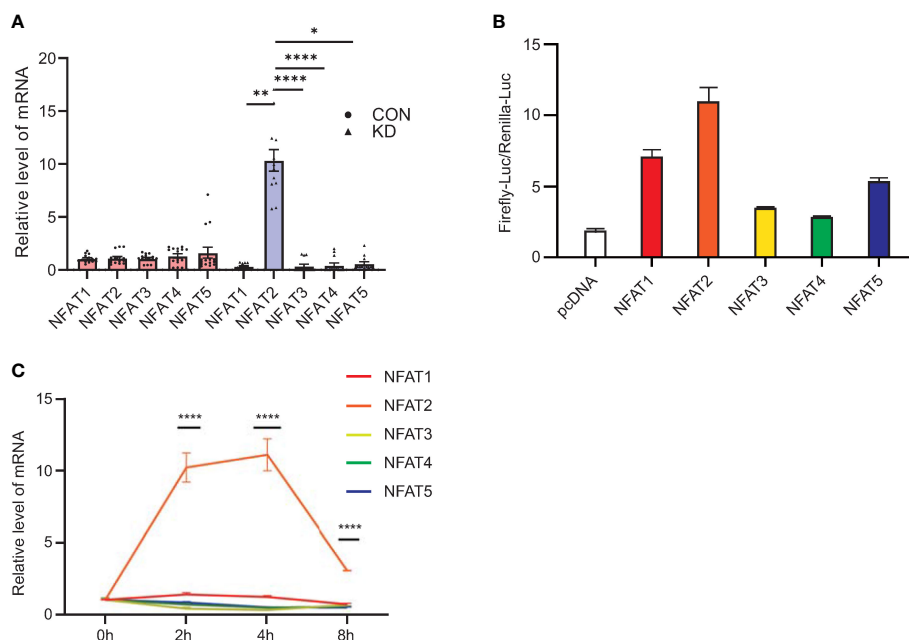 A
Relative level of mRNA
20
15
10
5
0
*
****
****
**
CON
KD
NFAT1
NFAT2
NFAT3
NFAT4
NFAT5
NFAT1
NFAT2
NFAT3
NFAT4
NFAT5
B
Firefly-Luc/Renilla-Luc
15
10
5
0
pcDNA
NFAT1
NFAT2
NFAT3
NFAT4
NFAT5
C
Relative level of mRNA
15
10
5
0
****
****
****
0h
2h
4h
8h
NFAT1
NFAT2
NFAT3
NFAT4
NFAT5